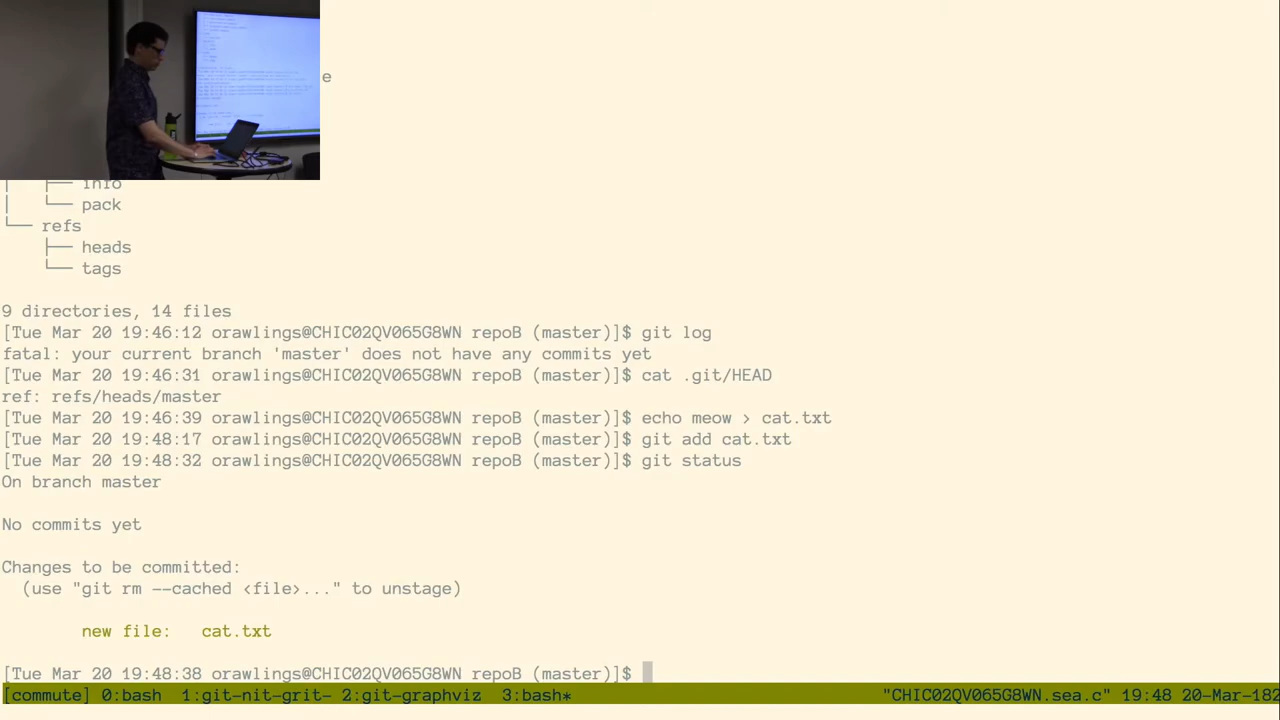 e
│   ├── info
│   └── pack
└── refs
    ├── heads
    └── tags
9 directories, 14 files
[Tue Mar 20 19:46:12 orawlings@CHIC02QV065G8WN repoB (master)]$ git log
fatal: your current branch 'master' does not have any commits yet
[Tue Mar 20 19:46:31 orawlings@CHIC02QV065G8WN repoB (master)]$ cat .git/HEAD
ref: refs/heads/master
[Tue Mar 20 19:46:39 orawlings@CHIC02QV065G8WN repoB (master)]$ echo meow > cat.txt
[Tue Mar 20 19:48:17 orawlings@CHIC02QV065G8WN repoB (master)]$ git add cat.txt
[Tue Mar 20 19:48:32 orawlings@CHIC02QV065G8WN repoB (master)]$ git status
On branch master
No commits yet
Changes to be committed:
  (use "git rm --cached <file>..." to unstage)
        new file:   cat.txt
[Tue Mar 20 19:48:38 orawlings@CHIC02QV065G8WN repoB (master)]$
[commute] 0:bash  1:git-nit-grit- 2:git-graphviz  3:bash* "CHIC02QV065G8WN.sea.c" 19:48 20-Mar-182